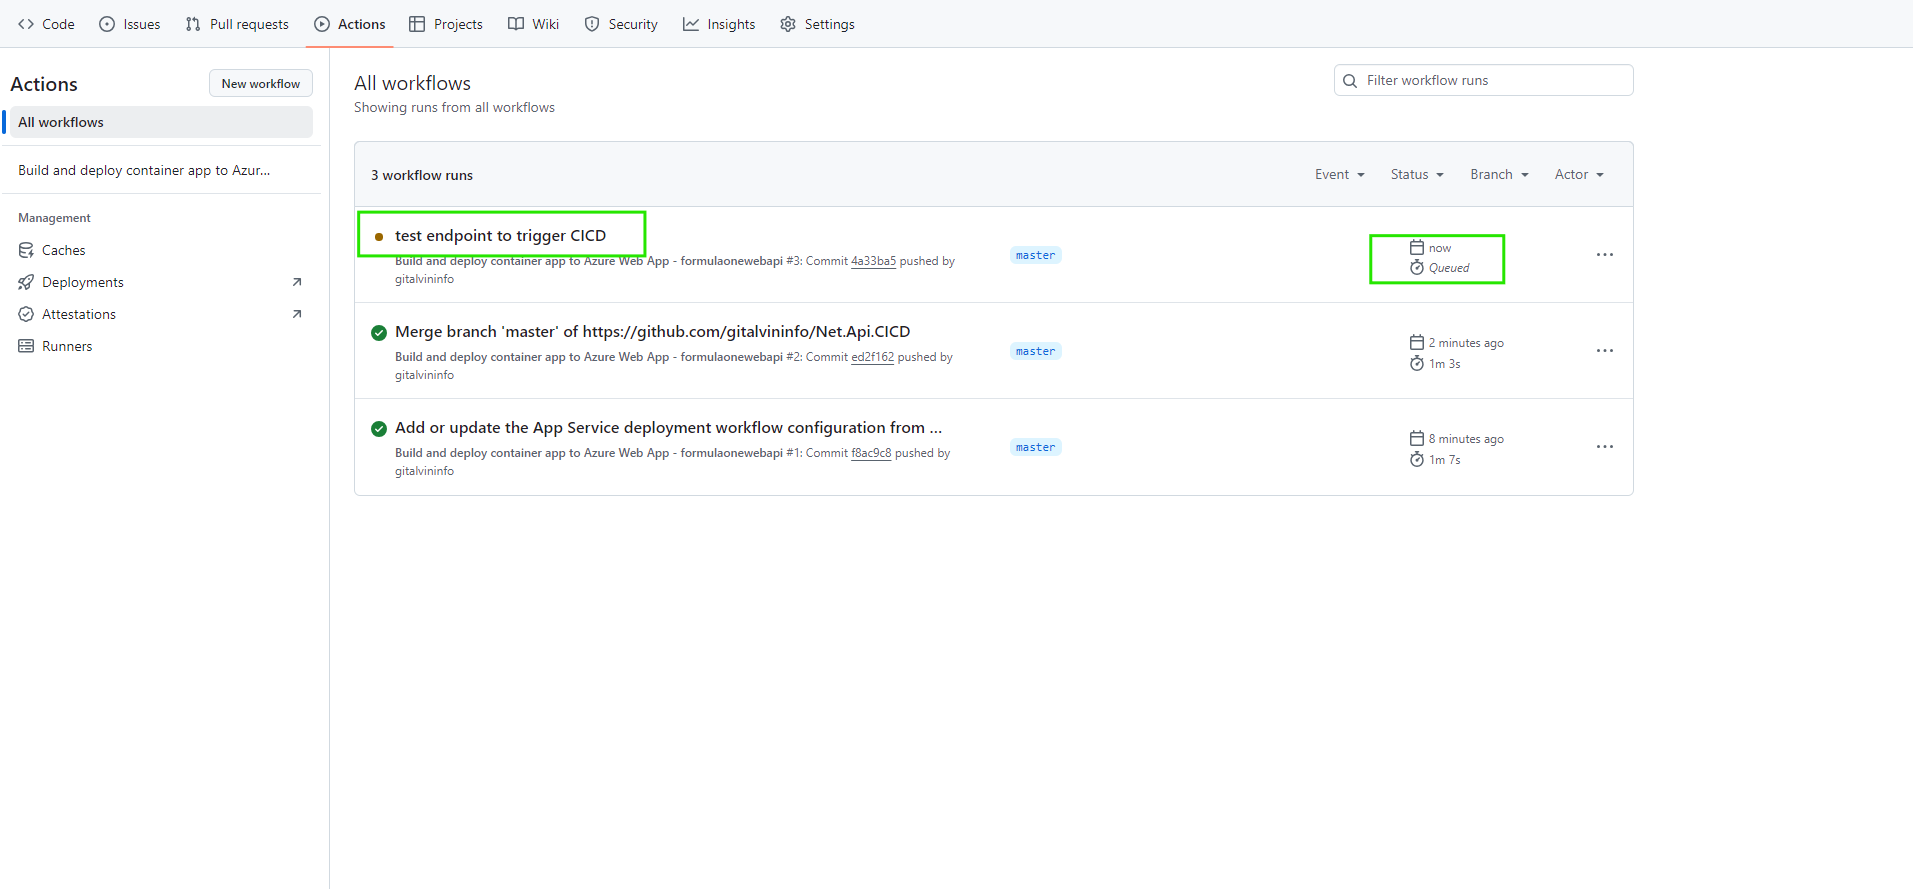 Code Issues Pull requests Actions Projects Wiki Security Insights Settings
Actions
New workflow
All workflows
Build and deploy container app to Azur...
Management
Caches
Deployments
Attestations
Runners
All workflows
Showing runs from all workflows
Filter workflow runs
3 workflow runs
Event Status Branch Actor
test endpoint to trigger CICD
Build and deploy container app to Azure Web App - formulaonewebapi #3: Commit 4a33ba5 pushed by
gitalvininfo
master
now
Queued
Merge branch 'master' of https://github.com/gitalvininfo/Net.Api.CICD
Build and deploy container app to Azure Web App - formulaonewebapi #2: Commit ed2f162 pushed by
gitalvininfo
master
2 minutes ago
1m 3s
Add or update the App Service deployment workflow configuration from ...
Build and deploy container app to Azure Web App - formulaonewebapi #1: Commit f8ac9c8 pushed by
gitalvininfo
master
8 minutes ago
1m 7s